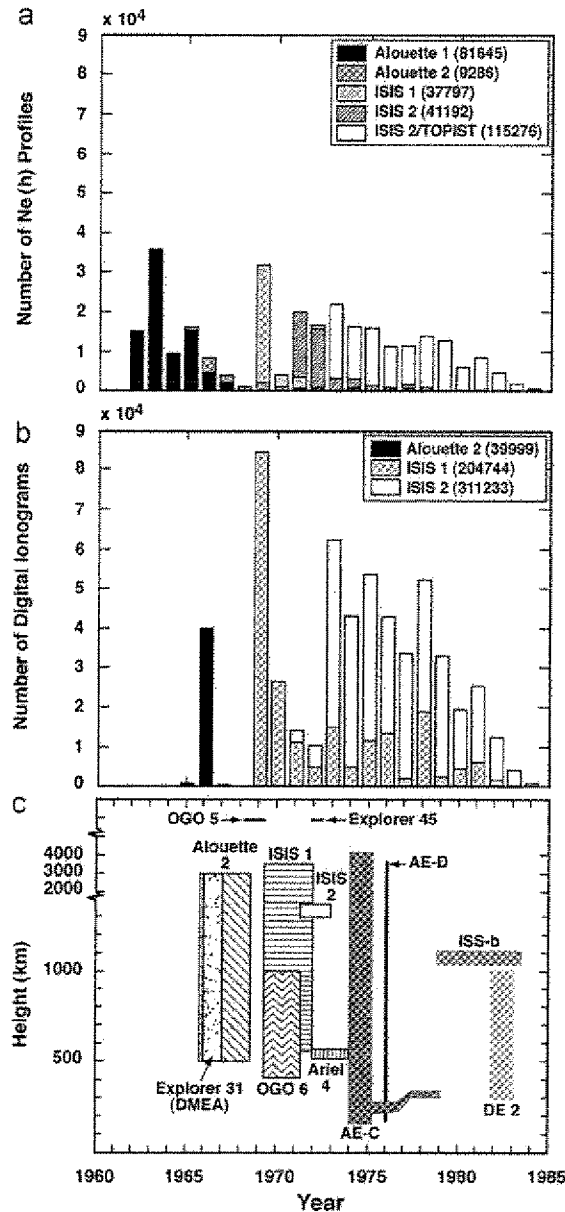 a
x 10⁴
9
8
7
6
5
4
3
2
1
0
Number of Ne(h) Profiles
Alouette 1 (81645)
Alouette 2 (9286)
ISIS 1 (37797)
ISIS 2 (41192)
ISIS 2/TOPIST (115276)
b
x 10⁴
9
8
7
6
5
4
3
2
1
0
Number of Digital Ionograms
Alouette 2 (39999)
ISIS 1 (204744)
ISIS 2 (311233)
c
OGO 5
Explorer 45
4000
3000
2000
1000
500
Height (km)
Alouette
2
ISIS 1
ISIS
2
AE-D
ISS-b
Explorer 31
(DMEA)
OGO 6
Ariel
4
AE-C
DE 2
1960
1965
1970
1975
1980
1985
Year